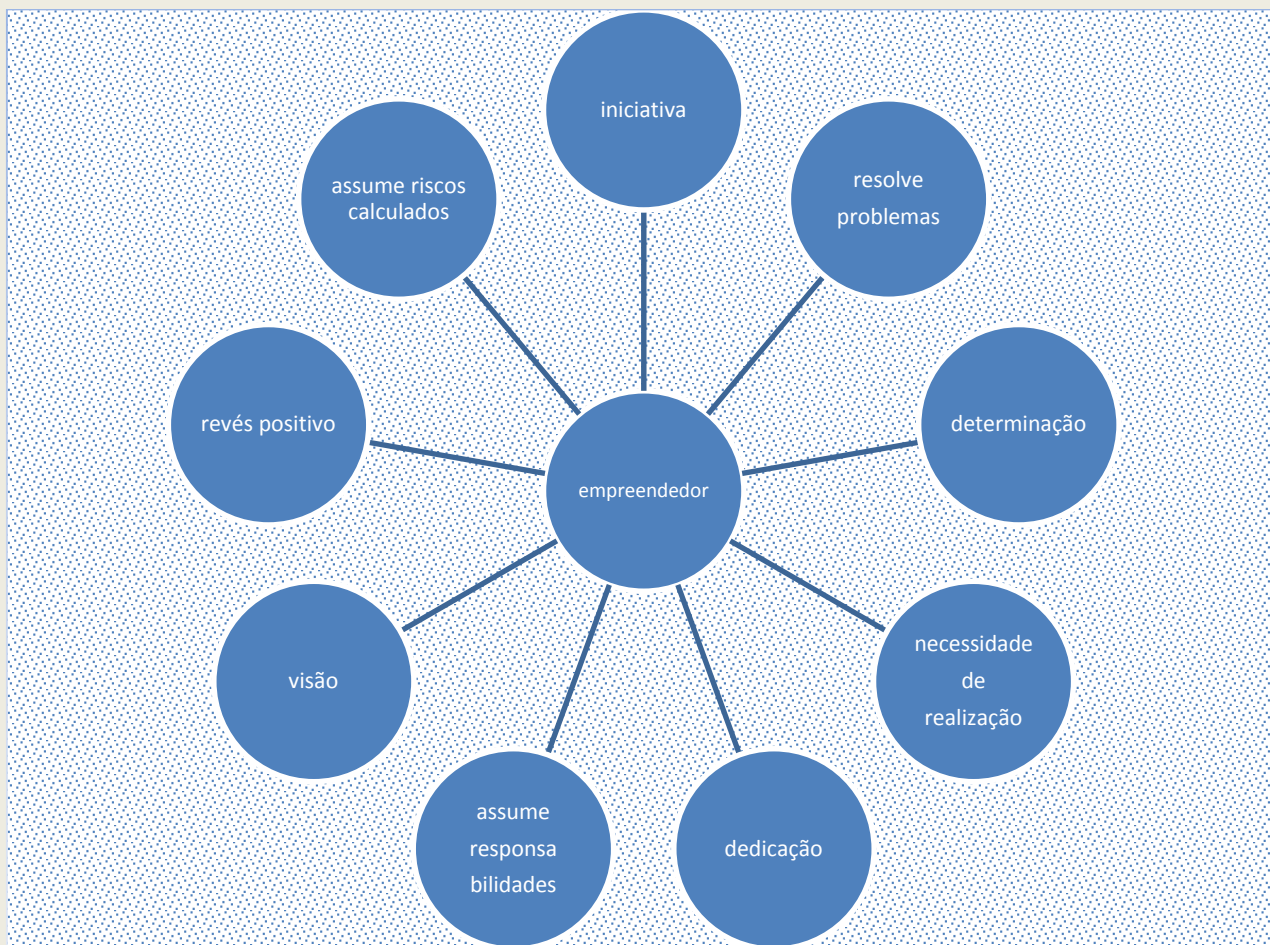 iniciativa
resolve
problemas
determinação
necessidade
de
realização
dedicação
assume
responsa
bilidades
visão
revés positivo
assume riscos
calculados
empreendedor